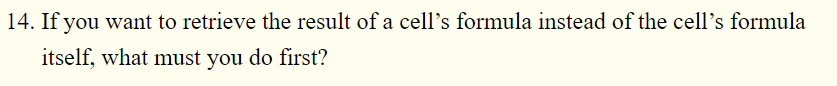 14. If you want to retrieve the result of a cell’s formula instead of the cell’s formula
itself, what must you do first?